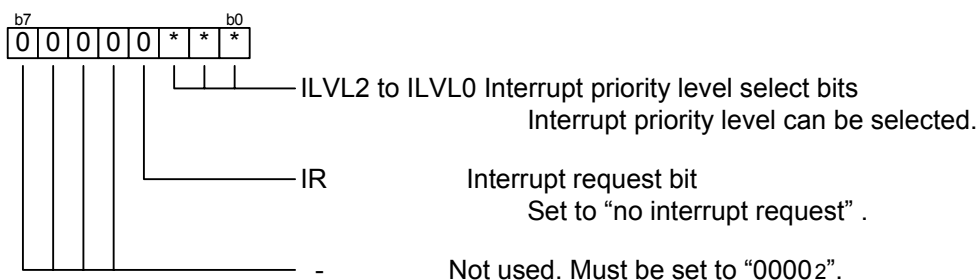 b7 b0
0 0 0 0 0 * * *
ILVL2 to ILVL0 Interrupt priority level select bits
Interrupt priority level can be selected.
IR Interrupt request bit
Set to “no interrupt request” .
- Not used. Must be set to “00002”.